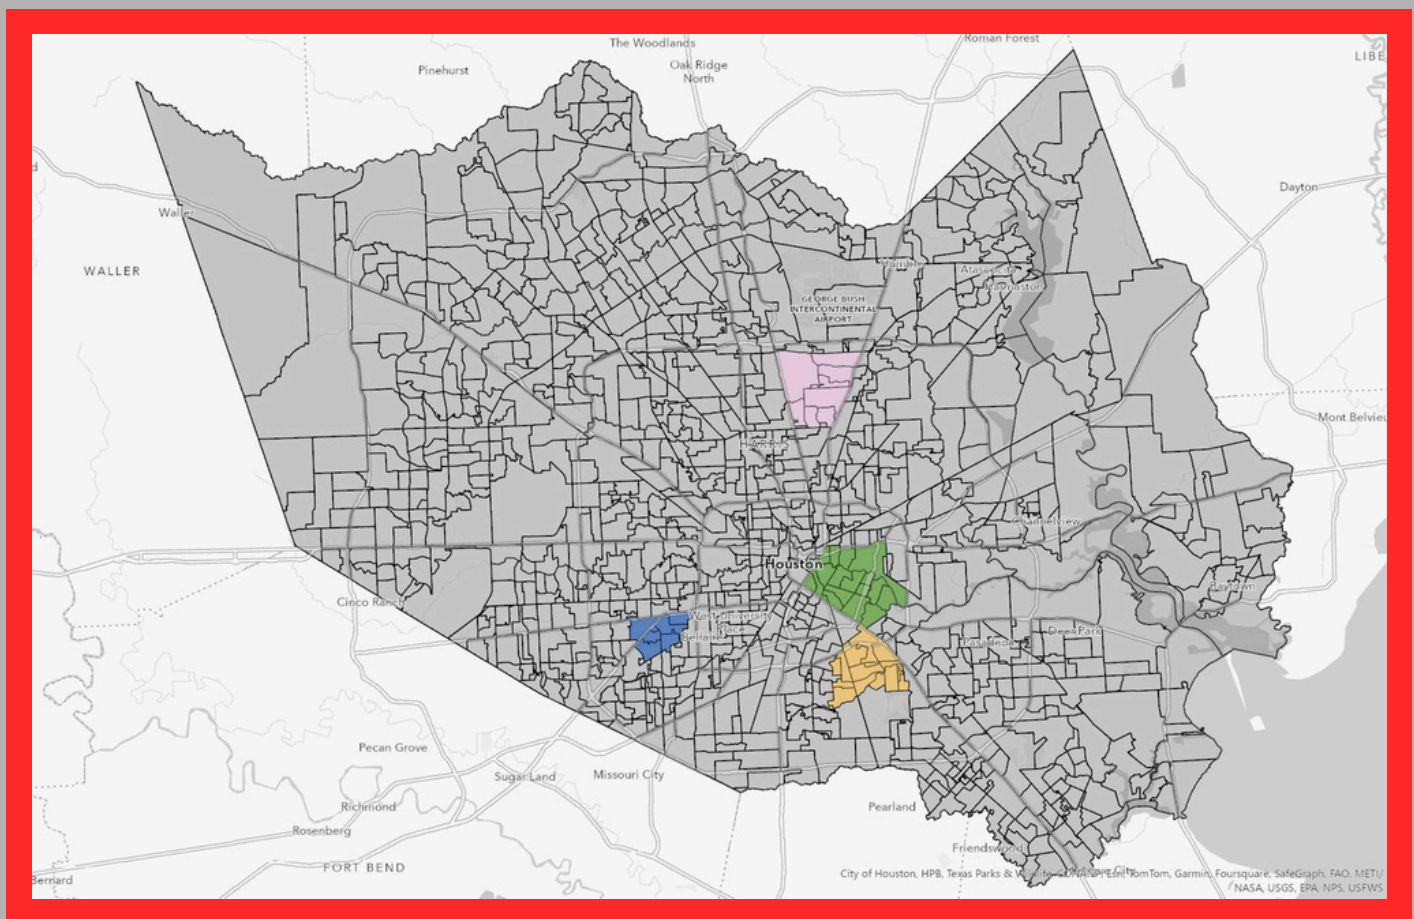 The Woodlands
Roman Forest
Pinehurst
Oak Ridge
North
LIBE
d
Dayton
Waller
WALLER
Humble
Atascocita
GEORGE BUSH
INTERCONTINENTAL
AIRPORT
Mont Belvieu
HARRIS
Channelview
Houston
Baytown
Cinco Ranch
West University
Place
Bellaire
Deer Park
Pasadena
Pecan Grove
Sugar Land
Missouri City
Richmond
Pearland
Rosenberg
Friendswood
FORT BEND
City of Houston, HPB, Texas Parks & Wildlife, CONANP, Esri, TomTom, Garmin, Foursquare, SafeGraph, FAO, METI/
NASA, USGS, EPA, NPS, USFWS
Bernard